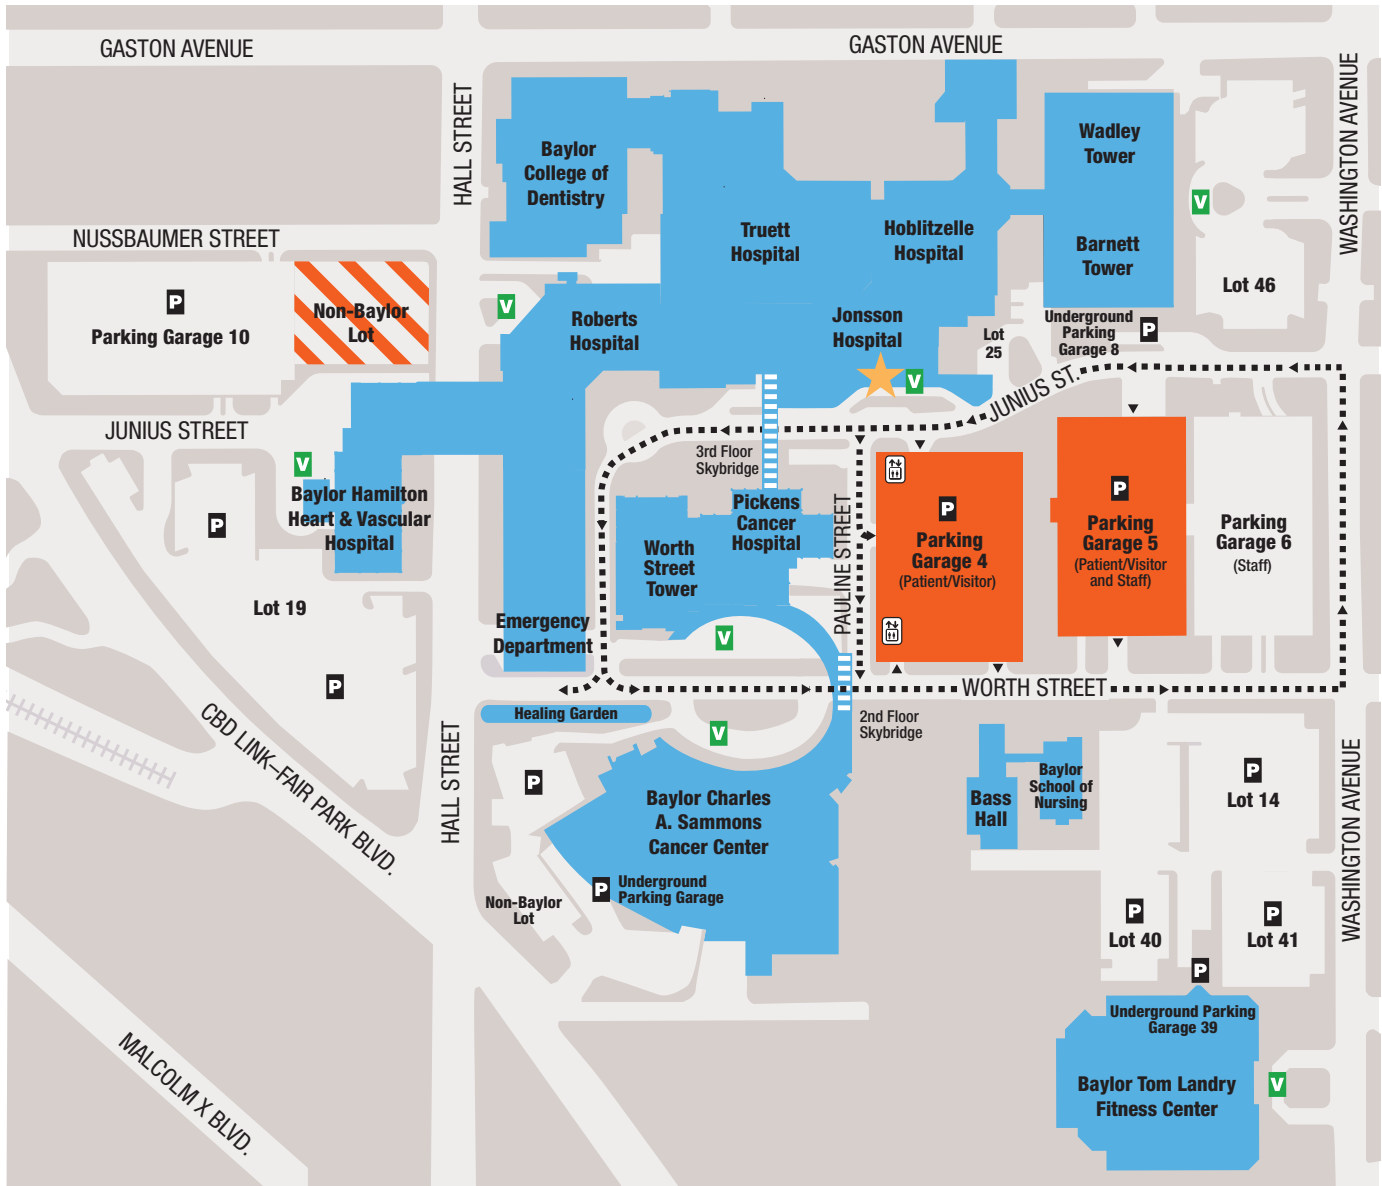 GASTON AVENUE
GASTON AVENUE
WASHINGTON AVENUE
HALL STREET
Wadley
Tower
Baylor
College of
Dentistry
V
NUSSBAUMER STREET
Truett
Hospital
Hoblitzelle
Hospital
Barnett
Tower
Lot 46
P
Parking Garage 10
Non-Baylor
Lot
V
Roberts
Hospital
Jonsson
Hospital
Lot
25
Underground
Parking
Garage 8
P
V
JUNIUS ST.
JUNIUS STREET
3rd Floor
Skybridge
V
Baylor Hamilton
Heart & Vascular
Hospital
P
Pickens
Cancer
Hospital
PAULINE STREET
P
Parking
Garage 4
(Patient/Visitor)
P
Parking
Garage 5
(Patient/Visitor
and Staff)
Parking
Garage 6
(Staff)
Worth
Street
Tower
Lot 19
Emergency
Department
V
P
WORTH STREET
CBD LINK–FAIR PARK BLVD.
HALL STREET
Healing Garden
V
2nd Floor
Skybridge
P
Baylor Charles
A. Sammons
Cancer Center
Bass
Hall
Baylor
School of
Nursing
P
Lot 14
WASHINGTON AVENUE
P
Underground
Parking Garage
Non-Baylor
Lot
P
Lot 40
P
Lot 41
P
Underground Parking
Garage 39
MALCOLM X BLVD.
Baylor Tom Landry
Fitness Center
V